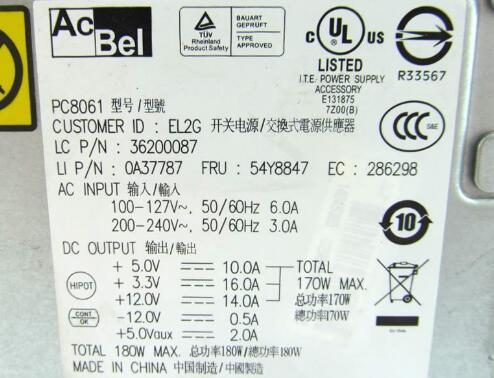 AcBel
TÜV
Rheinland
Product Safety
BAUART
GEPRÜFT
TYPE
APPROVED
C UL US
LISTED
I.T.E. POWER SUPPLY
ACCESSORY
E131875
7Z00(B)
R33567
PC8061 型号/型號
CUSTOMER ID : EL2G 开关电源/交換式電源供應器
LC P/N : 36200087
LI P/N : 0A37787 FRU : 54Y8847 EC : 286298
CCC S&E
AC INPUT 输入/輸入
100-127V~, 50/60Hz 6.0A
200-240V~, 50/60Hz 3.0A
10
DC OUTPUT 输出/輸出
+ 5.0V 10.0A
+ 3.3V 16.0A
+12.0V 14.0A
-12.0V 0.5A
+5.0Vaux 2.0A
TOTAL
170W MAX.
总功率170W
總功率170W
HIPOT
CONT
OK
TOTAL 180W MAX. 总功率180W/總功率180W
MADE IN CHINA 中国制造/中國製造